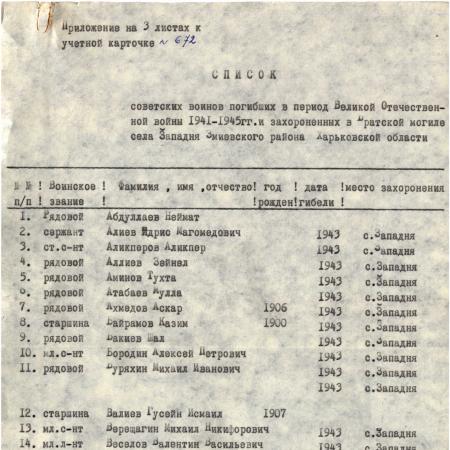 Приложение на 3 листах к
учетной карточке № 672
СПИСОК
советских воинов погибших в период Великой Отечествен-
ной войны 1941-1945гг.и захороненных в Братской могиле
села Западня Змиевского района Харьковской области
№ № ! Воинское ! Фамилия , имя ,отчество! год ! дата !место захоронения
п/п ! звание ! !рожден!гибели !
1. Рядовой Абдуллаев Неймат
2. сержант Алиев Идрис Магомедович 1943 с.Западня
3. ст.с-нт Аликперов Аликпер 1943 с.Западня
4. рядовой Аллиев Зейнел 1943 с.Западня
5. рядовой Аминов Тухта 1943 с.Западня
6. рядовой Атабаев Мулла 1943 с.Западня
7. рядовой Ахмедов Аскар 1906 1943 с.Западня
8. старшина Байрамов Казим 1900 1943 с.Западня
9. рядовой Бакиев Шал 1943 с.Западня
10. мл.с-нт Бородин Алексей Петрович 1943 с.Западня
11. рядовой Буряхин Михаил Иванович 1943 с.Западня
1943 с.Западня
12. старшина Валиев Гусейн Исмаил 1907
13. мл.с-нт Верещагин Михаил Никифорович 1943 с.Западня
14. мл.л-нт Веселов Валентин Васильевич 1943 с.Западня